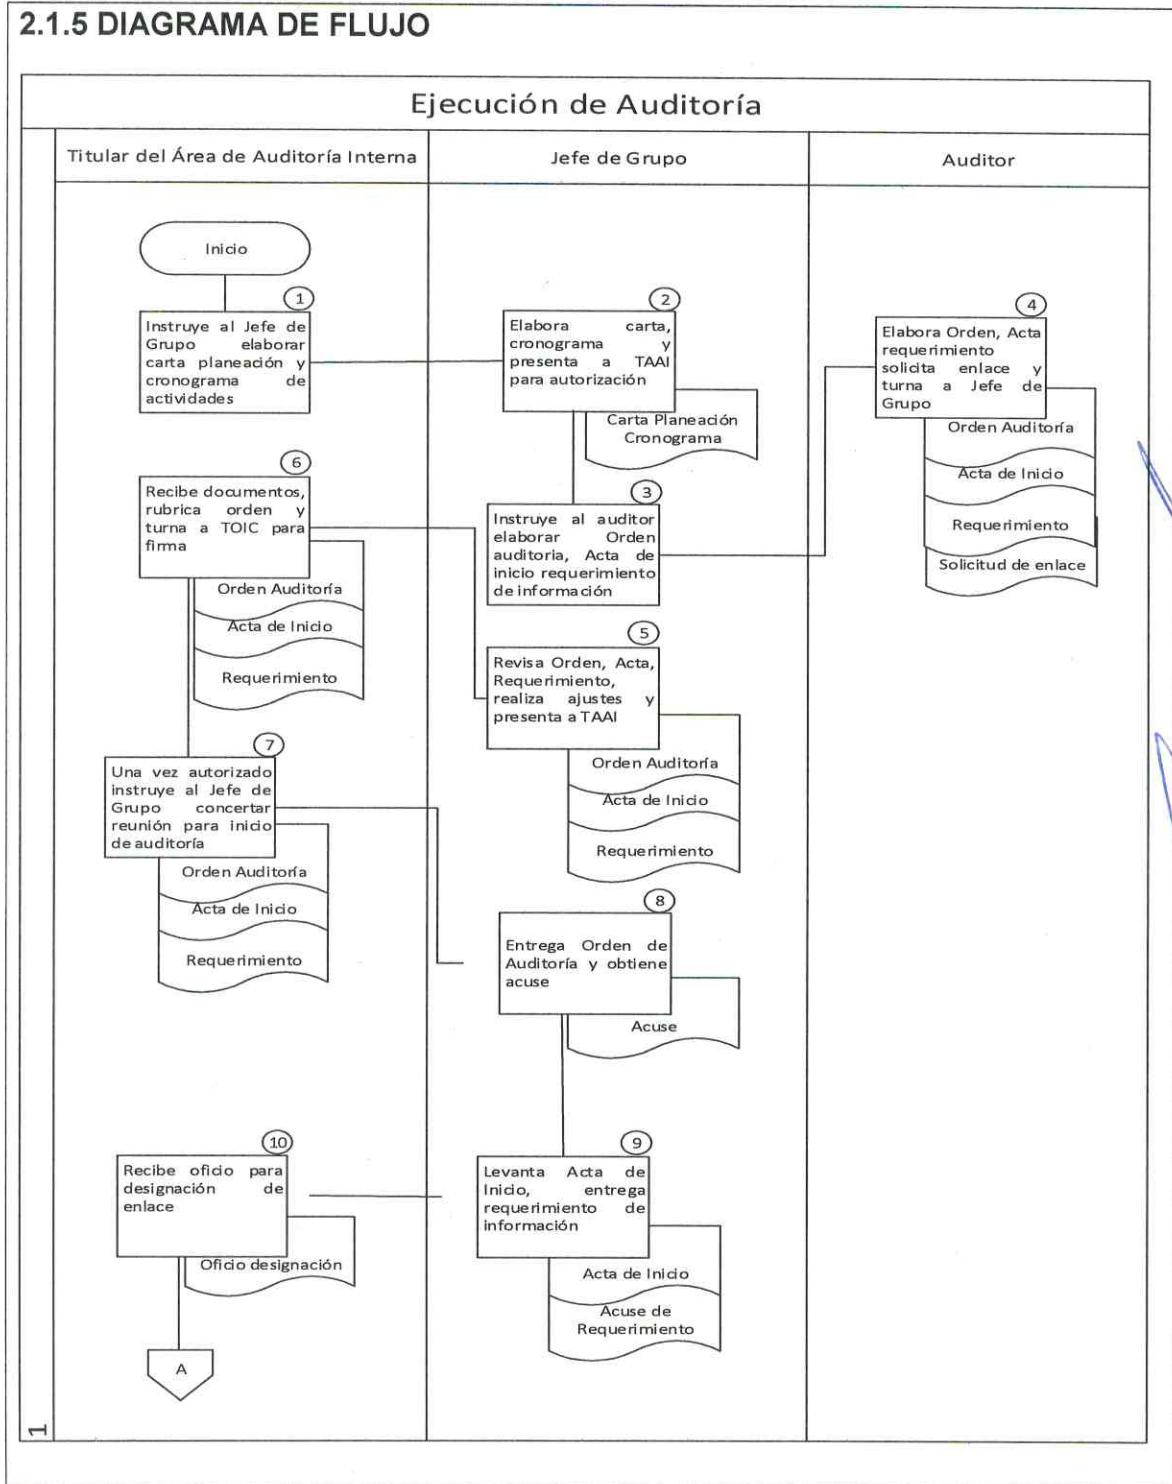 2.1.5 DIAGRAMA DE FLUJO
Ejecución de Auditoría
Titular del Área de Auditoría Interna
Jefe de Grupo
Auditor
Inicio
1
Instruye al Jefe de
Grupo elaborar
carta planeación y
cronograma de
actividades
2
Elabora carta,
cronograma y
presenta a TAAI
para autorización
Carta Planeación
Cronograma
3
Instruye al auditor
elaborar Orden
auditoria, Acta de
inicio requerimiento
de información
4
Elabora Orden, Acta
requerimiento
solicita enlace y
turna a Jefe de
Grupo
Orden Auditoría
Acta de Inicio
Requerimiento
Solicitud de enlace
5
Revisa Orden, Acta,
Requerimiento,
realiza ajustes y
presenta a TAAI
Orden Auditoría
Acta de Inicio
Requerimiento
6
Recibe documentos,
rubrica orden y
turna a TOIC para
firma
Orden Auditoría
Acta de Inicio
Requerimiento
7
Una vez autorizado
instruye al Jefe de
Grupo concertar
reunión para inicio
de auditoría
Orden Auditoría
Acta de Inicio
Requerimiento
8
Entrega Orden de
Auditoría y obtiene
acuse
Acuse
9
Levanta Acta de
Inicio, entrega
requerimiento de
información
Acta de Inicio
Acuse de
Requerimiento
10
Recibe oficio para
designación de
enlace
Oficio designación
A
1